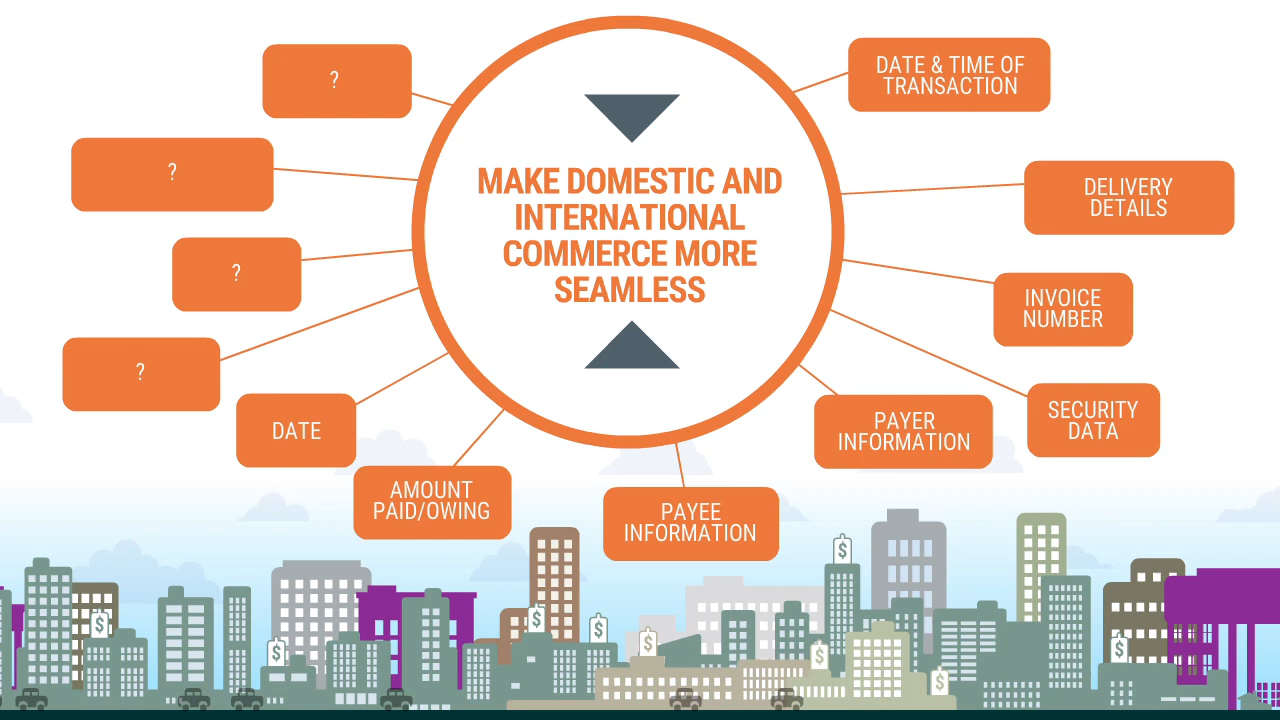 ?
?
?
?
DATE
AMOUNT
PAID/OWING
PAYEE
INFORMATION
PAYER
INFORMATION
SECURITY
DATA
INVOICE
NUMBER
DELIVERY
DETAILS
DATE & TIME OF
TRANSACTION
MAKE DOMESTIC AND
INTERNATIONAL
COMMERCE MORE
SEAMLESS
$
$
$
$
$
$
$
$
$